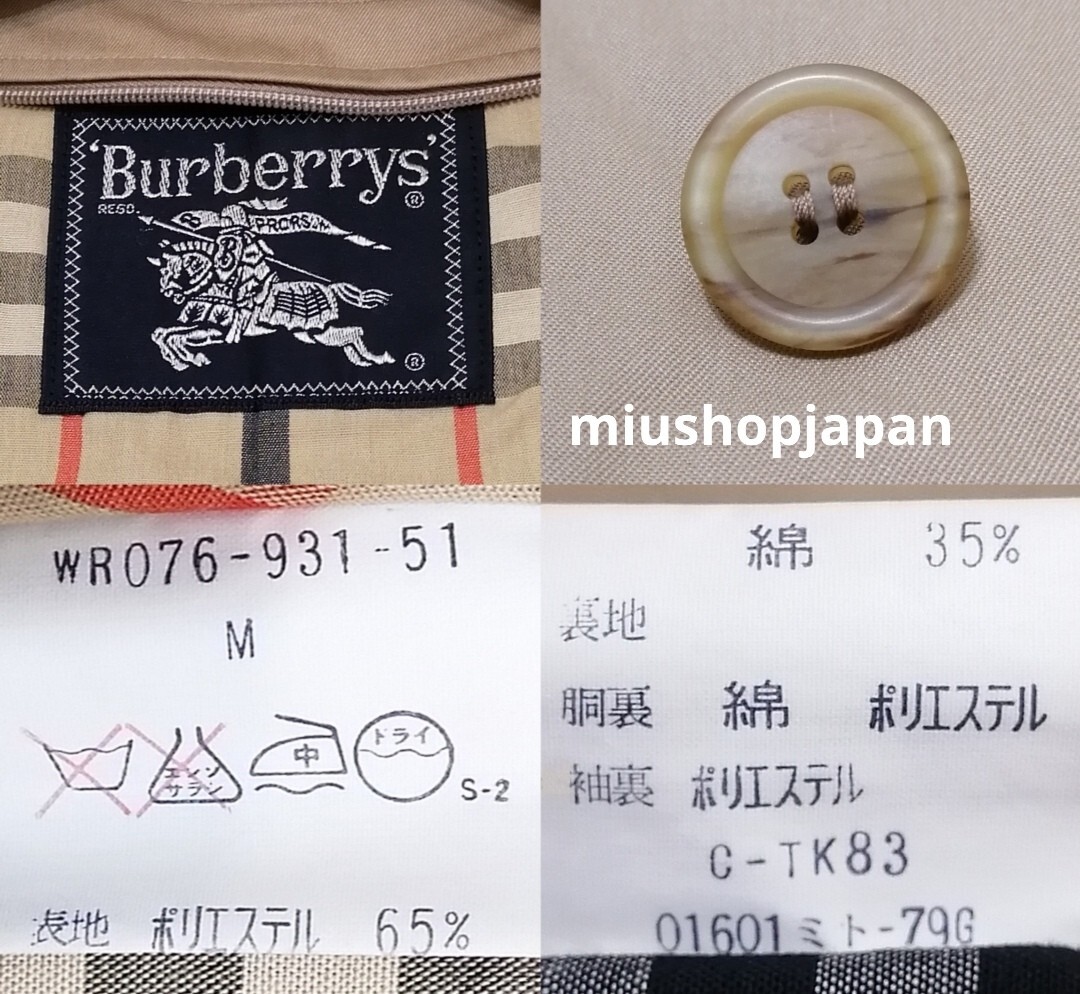 'Burberrys'
REGD.
®
B PRORSUM
B
®
miushopjapan
WR076-931-51
M
エンソ
サラシ
中
ドライ
S-2
表地 ポリエステル 65%
綿 35%
裏地
胴裏 綿 ポリエステル
袖裏 ポリエステル
C-TK83
01601ミト-79G